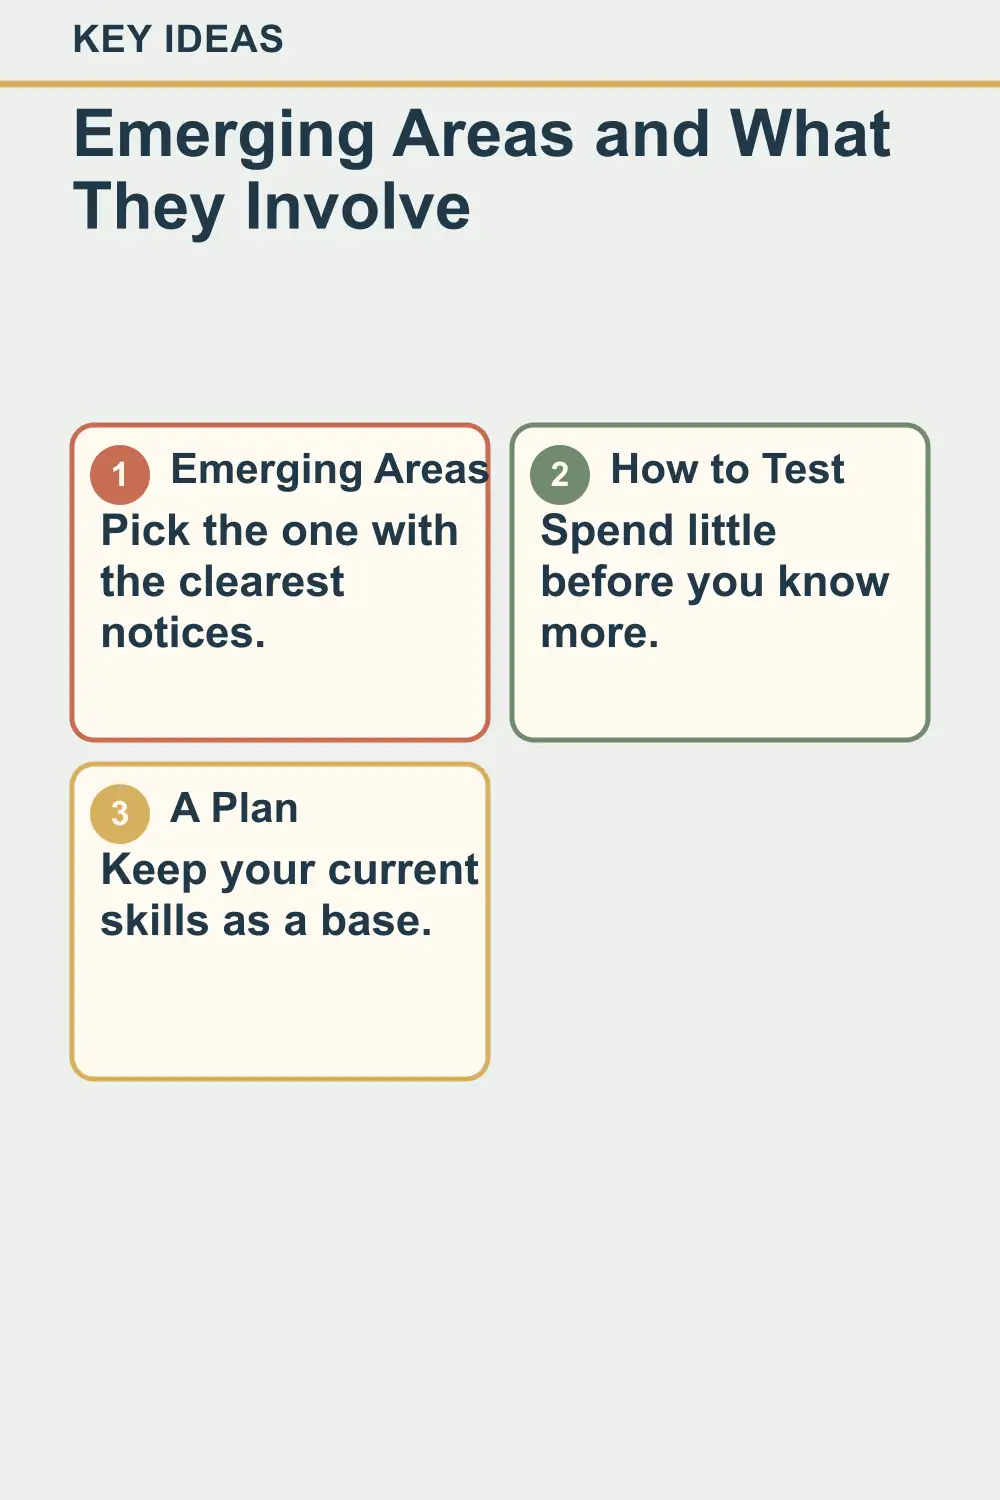 KEY IDEAS
Emerging Areas and What
They Involve
1
Emerging Areas
Pick the one with
the clearest
notices.
2
How to Test
Spend little
before you know
more.
3
A Plan
Keep your current
skills as a base.